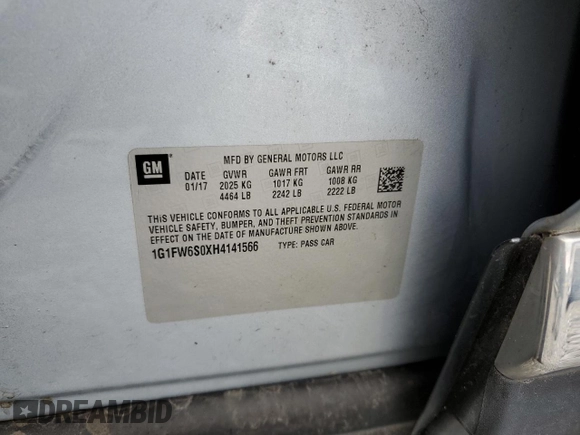 GM
MFD BY GENERAL MOTORS LLC
DATE GVWR GAWR FRT GAWR RR
01/17 2025 KG 1017 KG 1008 KG
4464 LB 2242 LB 2222 LB
THIS VEHICLE CONFORMS TO ALL APPLICABLE U.S. FEDERAL MOTOR
VEHICLE SAFETY, BUMPER, AND THEFT PREVENTION STANDARDS IN
EFFECT ON THE DATE OF MANUFACTURE SHOWN ABOVE.
1G1FW6S0XH4141566 TYPE: PASS CAR
DREAMBID